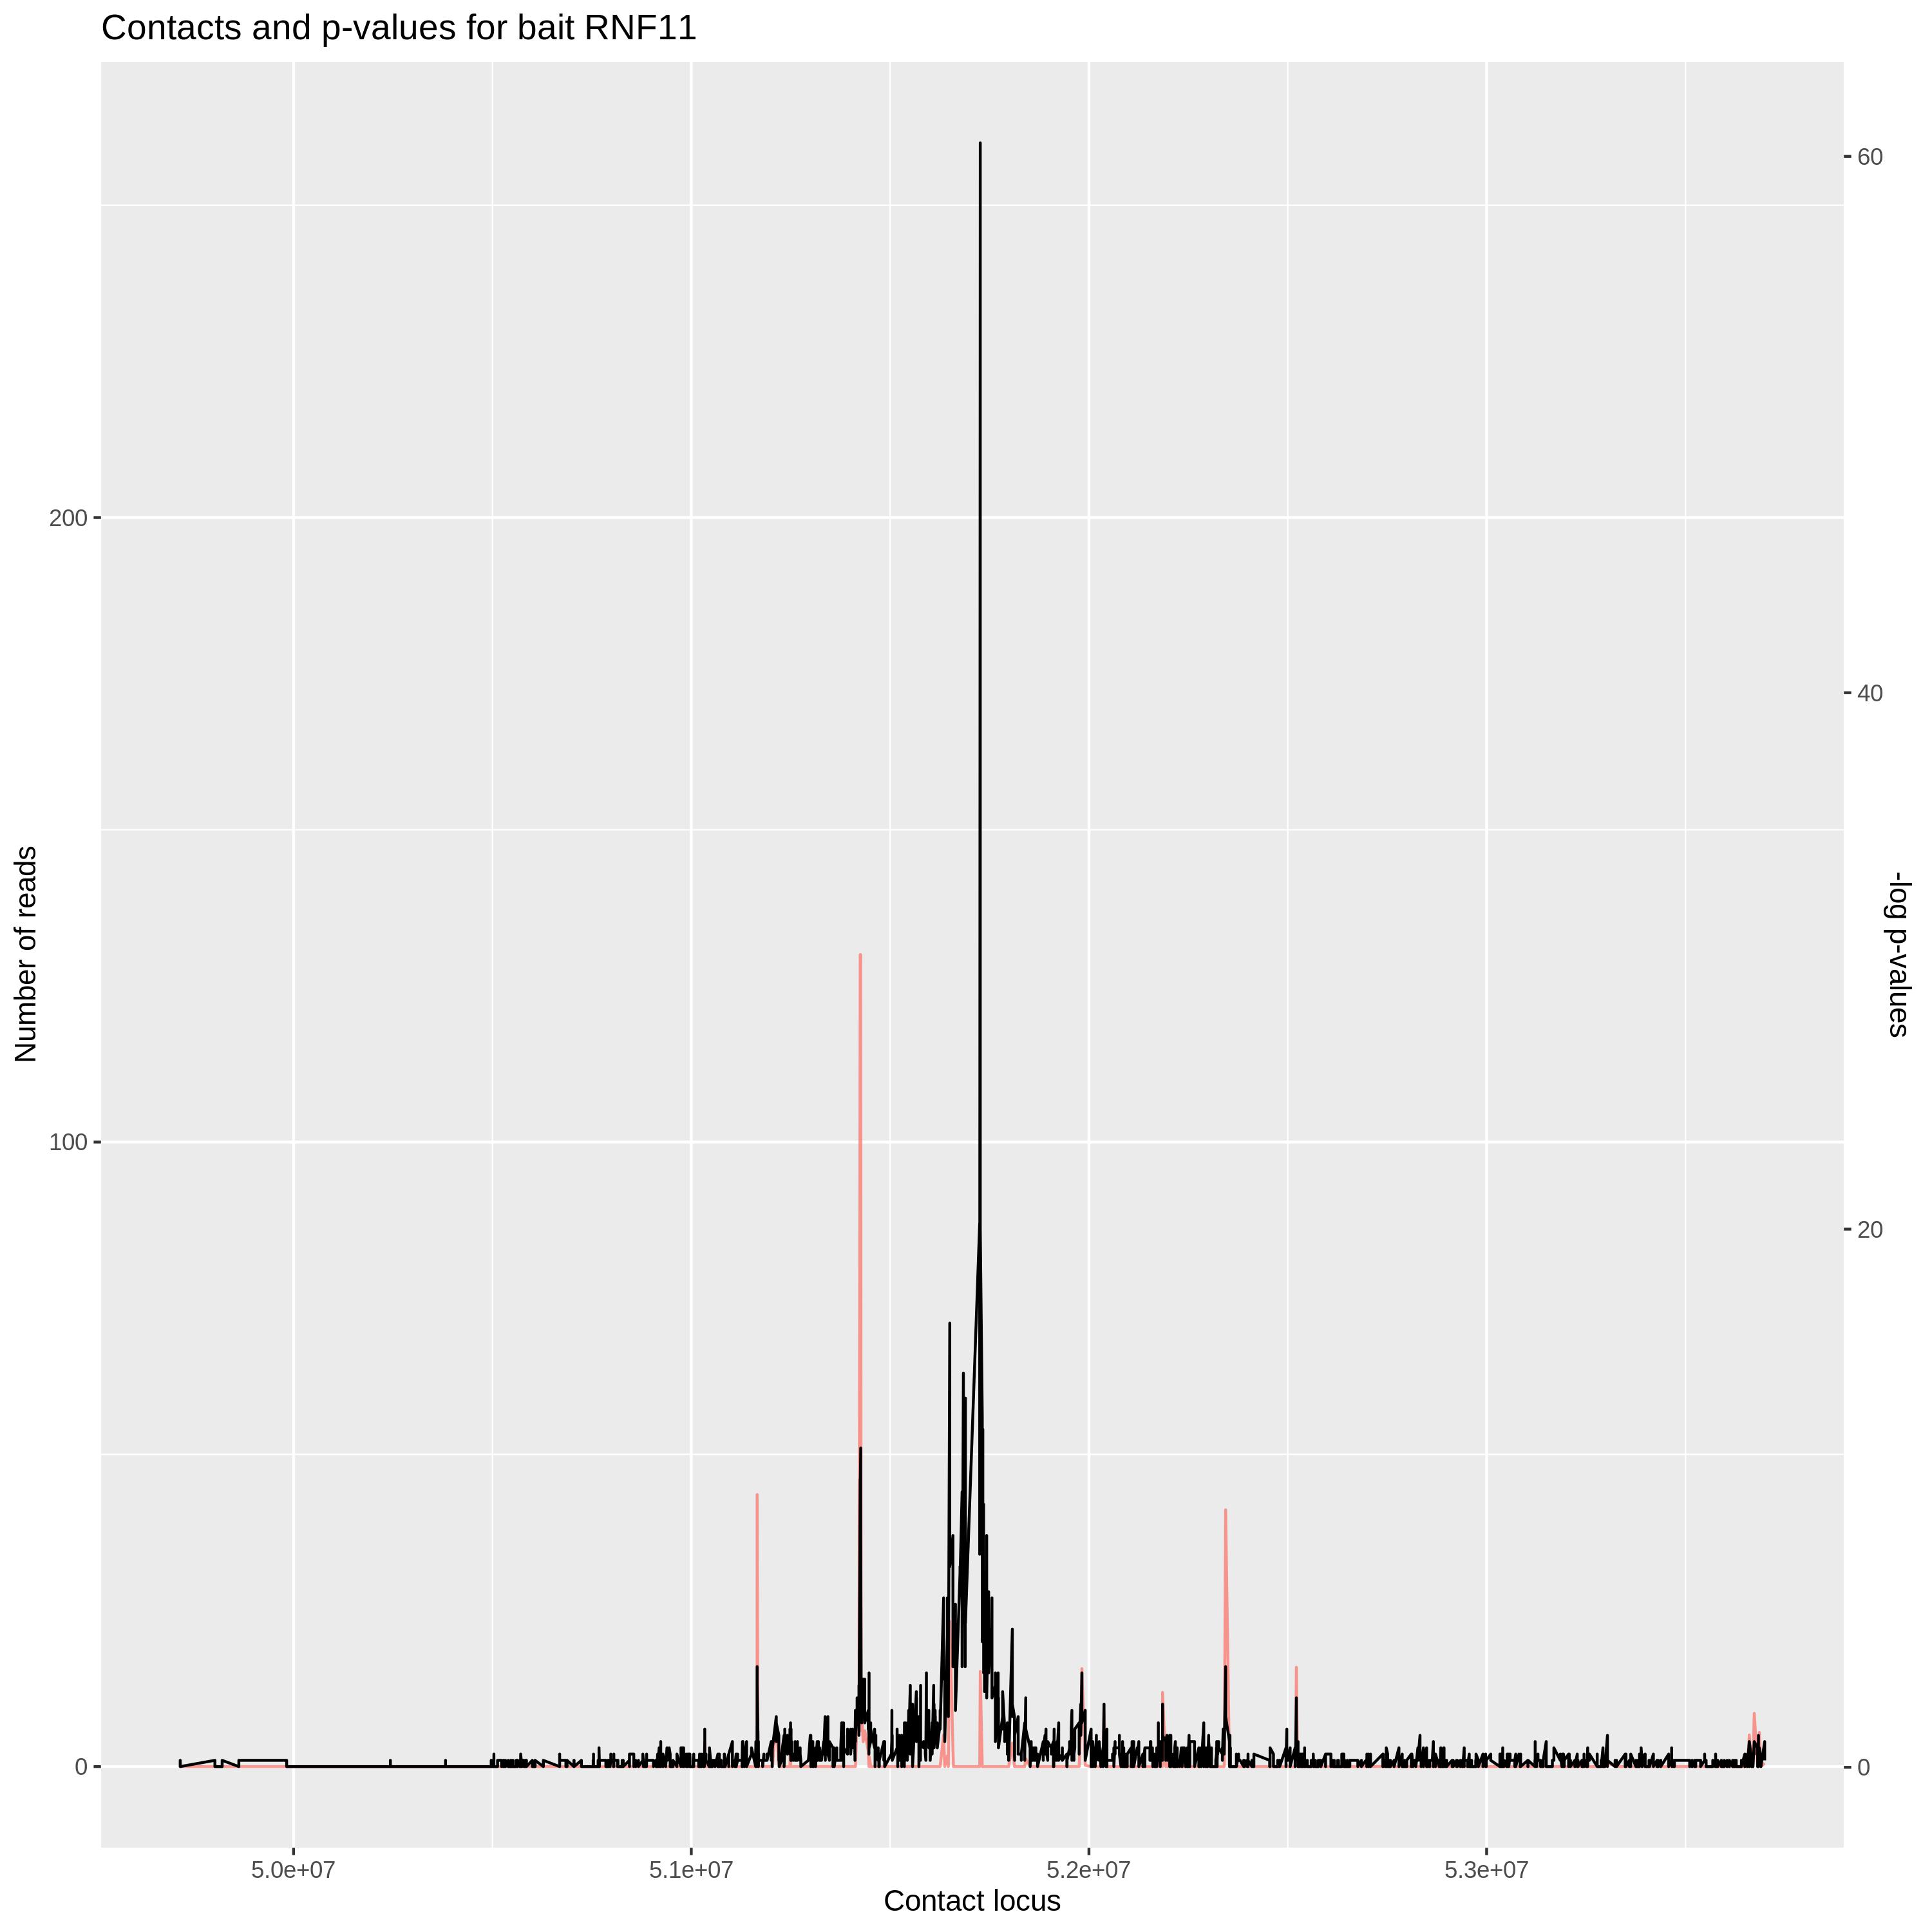 Contacts and p-values for bait RNF11
60
200
40
Number of reads
-log p-values
100
20
0
0
5.0e+07
5.1e+07
5.2e+07
5.3e+07
Contact locus